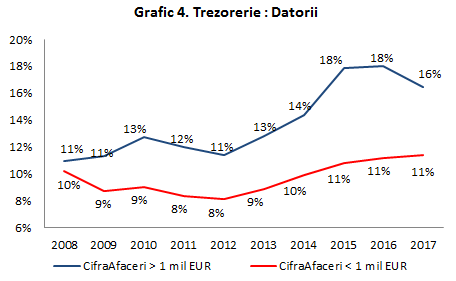 Grafic 4. Trezorerie : Datorii
20%
18%
16%
14%
12%
10%
8%
6%
11% 11% 13% 12% 11% 13% 14% 18% 18% 16%
10% 9% 9% 8% 8% 9% 10% 11% 11% 11%
2008 2009 2010 2011 2012 2013 2014 2015 2016 2017
CifraAfaceri > 1 mil EUR CifraAfaceri < 1 mil EUR